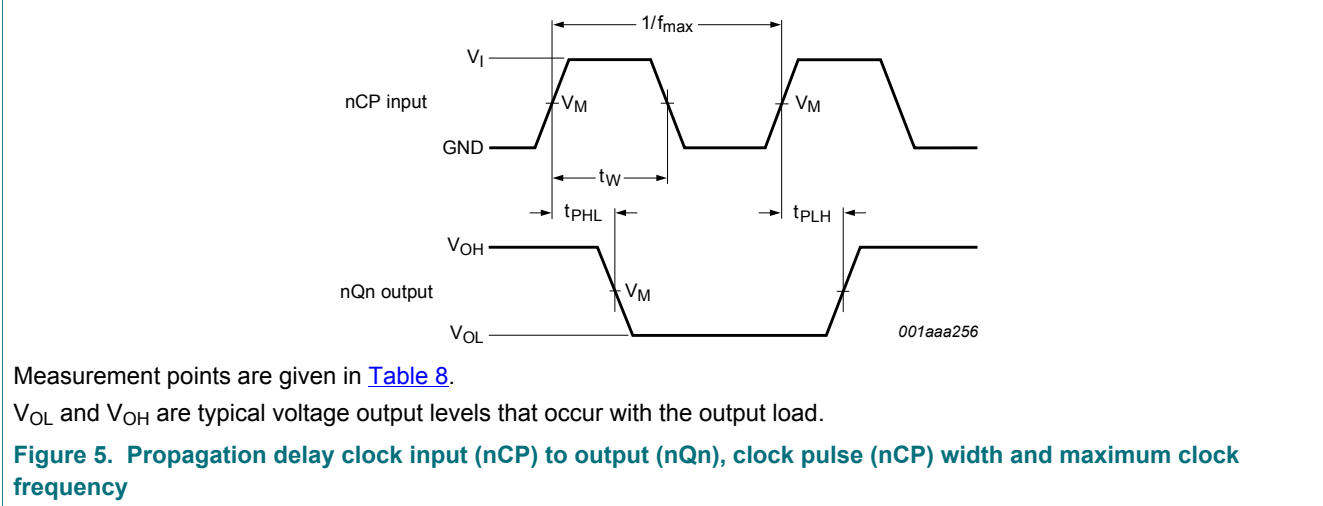 1/fmax
VI
nCP input
VM
VM
GND
tW
tPHL
tPLH
VOH
nQn output
VM
VOL
001aaa256
Measurement points are given in Table 8.
VOL and VOH are typical voltage output levels that occur with the output load.
Figure 5. Propagation delay clock input (nCP) to output (nQn), clock pulse (nCP) width and maximum clock
frequency